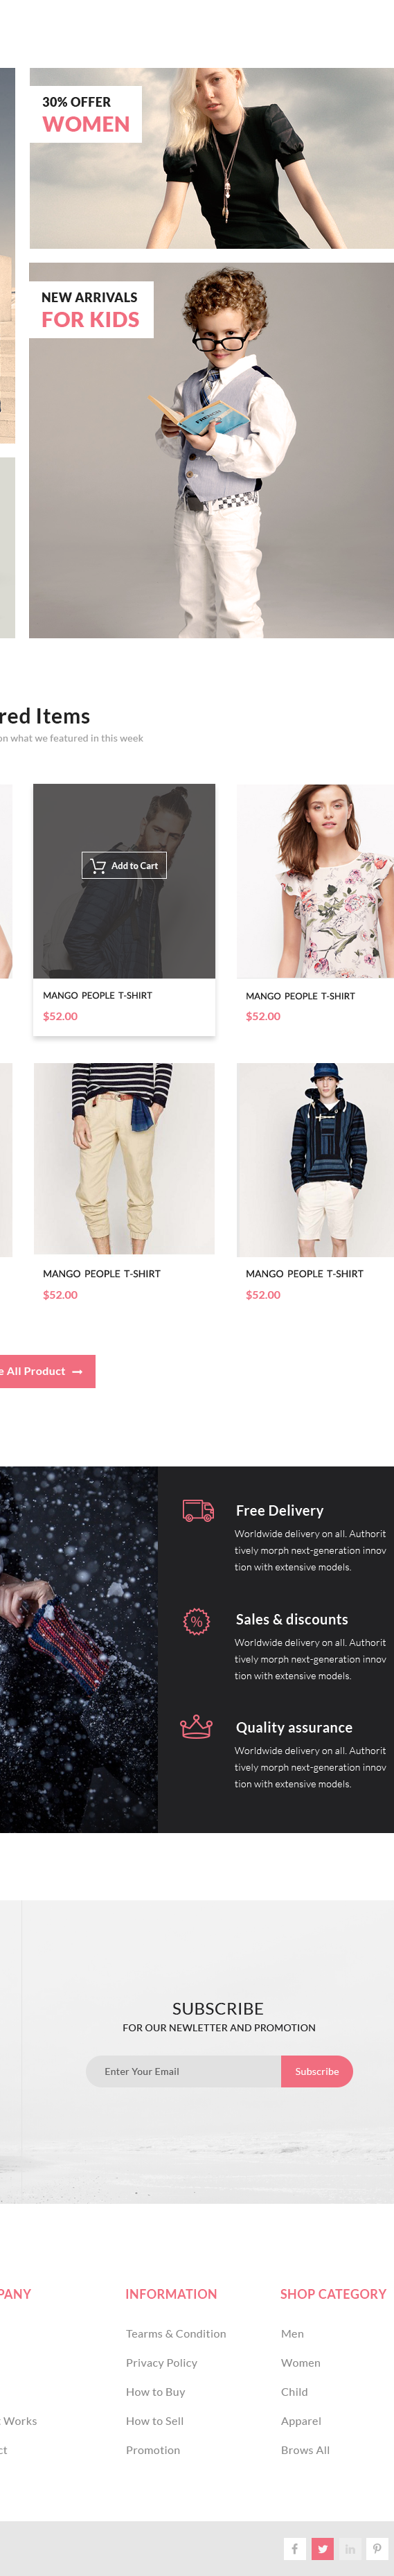 30% OFFER
WOMEN
NEW ARRIVALS
FOR KIDS
red Items
on what we featured in this week
Add to Cart
MANGO PEOPLE T-SHIRT
$52.00
MANGO PEOPLE T-SHIRT
$52.00
MANGO PEOPLE T-SHIRT
$52.00
MANGO PEOPLE T-SHIRT
$52.00
e All Product
Free Delivery
Worldwide delivery on all. Authorit
tively morph next-generation innov
tion with extensive models.
Sales & discounts
Worldwide delivery on all. Authorit
tively morph next-generation innov
tion with extensive models.
Quality assurance
Worldwide delivery on all. Authorit
tively morph next-generation innov
tion with extensive models.
SUBSCRIBE
FOR OUR NEWLETTER AND PROMOTION
Enter Your Email
Subscribe
PANY
Works
ct
INFORMATION
Tearms & Condition
Privacy Policy
How to Buy
How to Sell
Promotion
SHOP CATEGORY
Men
Women
Child
Apparel
Brows All